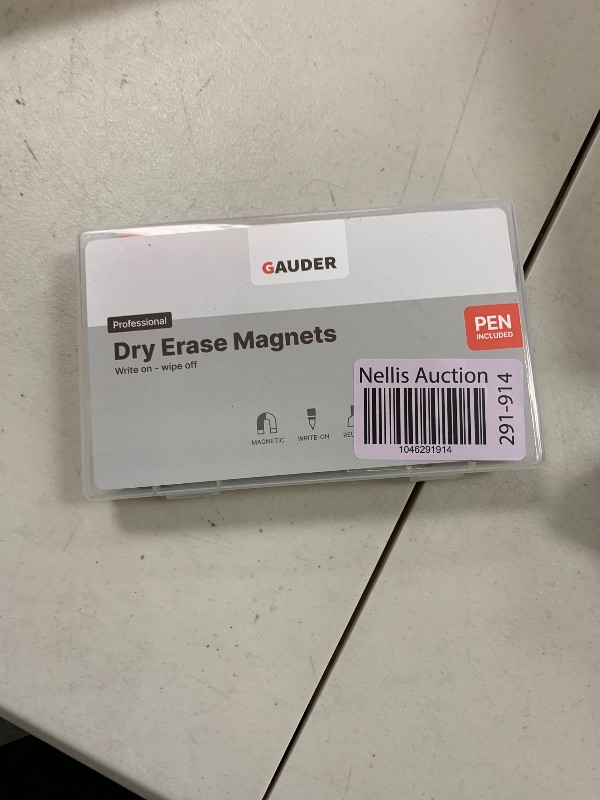 GAUDER
Professional
Dry Erase Magnets
Write on - wipe off
PEN
INCLUDED
MAGNETIC
WRITE-ON
Nellis Auction
1046291914
291-914